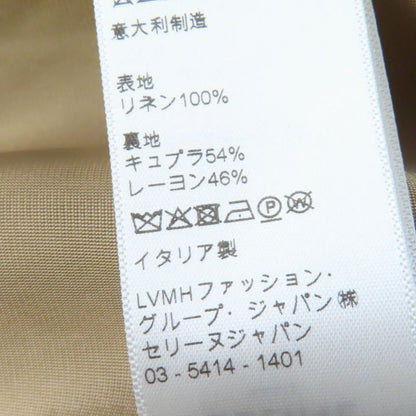 意大利制造
表地
リネン100%
裏地
キュプラ54%
レーヨン46%
イタリア製
LVMHファッション・
グループ・ジャパン㈱
セリーヌジャパン
03 - 5414 - 1401